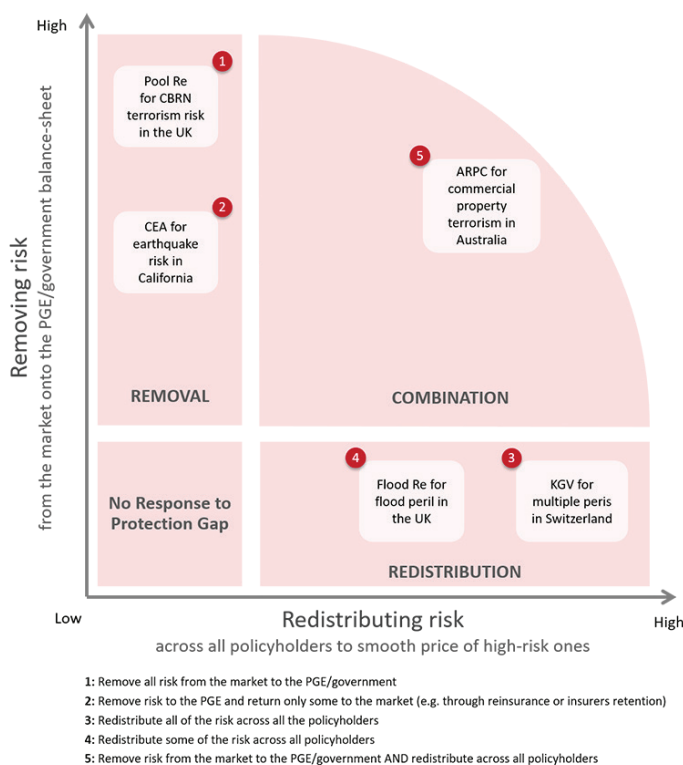 High
Removing risk
from the market onto the PGE/government balance-sheet
1
Pool Re
for CBRN
terrorism risk
in the UK
2
CEA for
earthquake
risk in
California
REMOVAL
5
ARPC for
commercial
property
terrorism in
Australia
COMBINATION
No Response to
Protection Gap
4
Flood Re for
flood peril in
the UK
3
KGV for
multiple peris
in Switzerland
REDISTRIBUTION
Low
Redistributing risk
High
across all policyholders to smooth price of high-risk ones
1: Remove all risk from the market to the PGE/government
2: Remove risk to the PGE and return only some to the market (e.g. through reinsurance or insurers retention)
3: Redistribute all of the risk across all the policyholders
4: Redistribute some of the risk across all policyholders
5: Remove risk from the market to the PGE/government AND redistribute across all policyholders